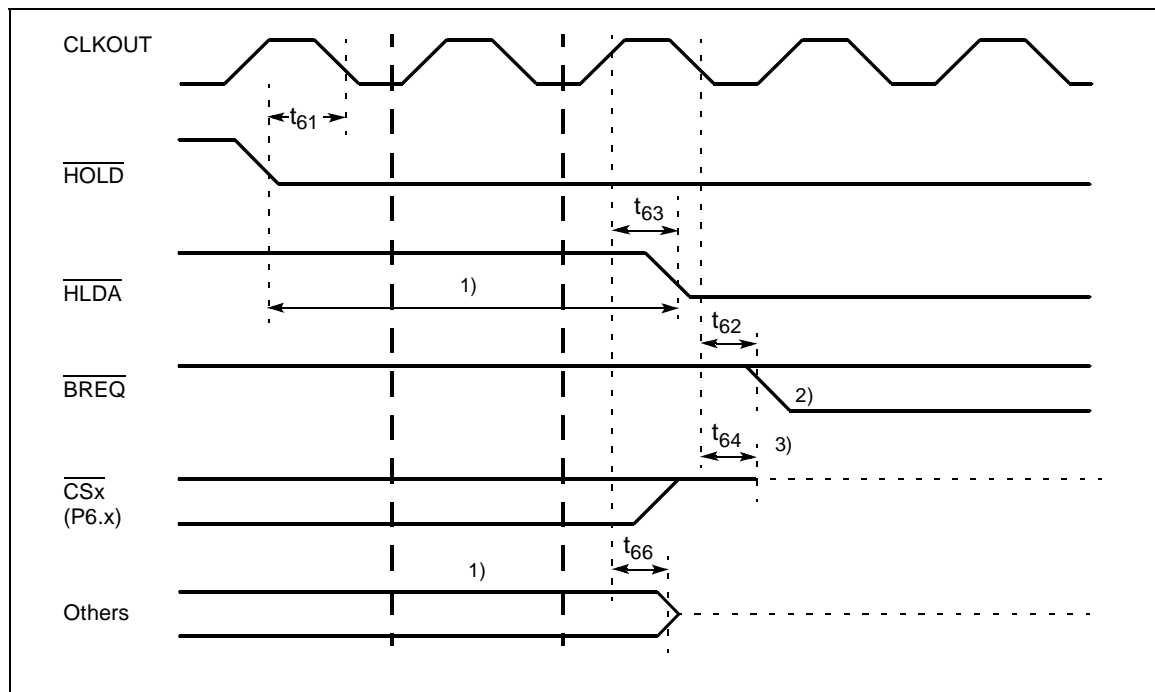 CLKOUT
t61
HOLD
t63
HLDA
1)
t62
BREQ
2)
t64
3)
CSx
(P6.x)
t66
1)
Others